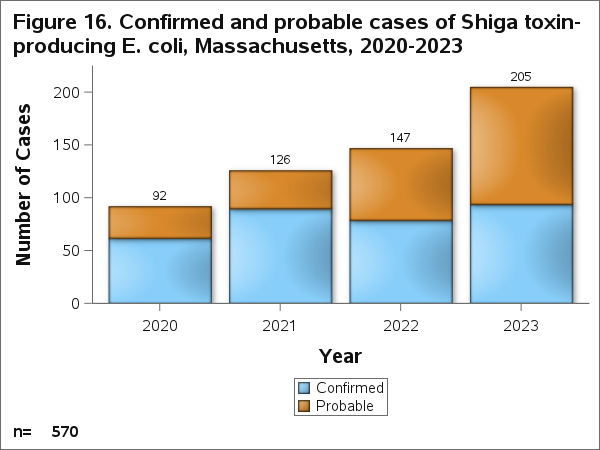 Figure 16. Confirmed and probable cases of Shiga toxin-
producing E. coli, Massachusetts, 2020-2023
Number of Cases
200
150
100
50
0
92
126
147
205
2020
2021
2022
2023
Year
Confirmed
Probable
n= 570